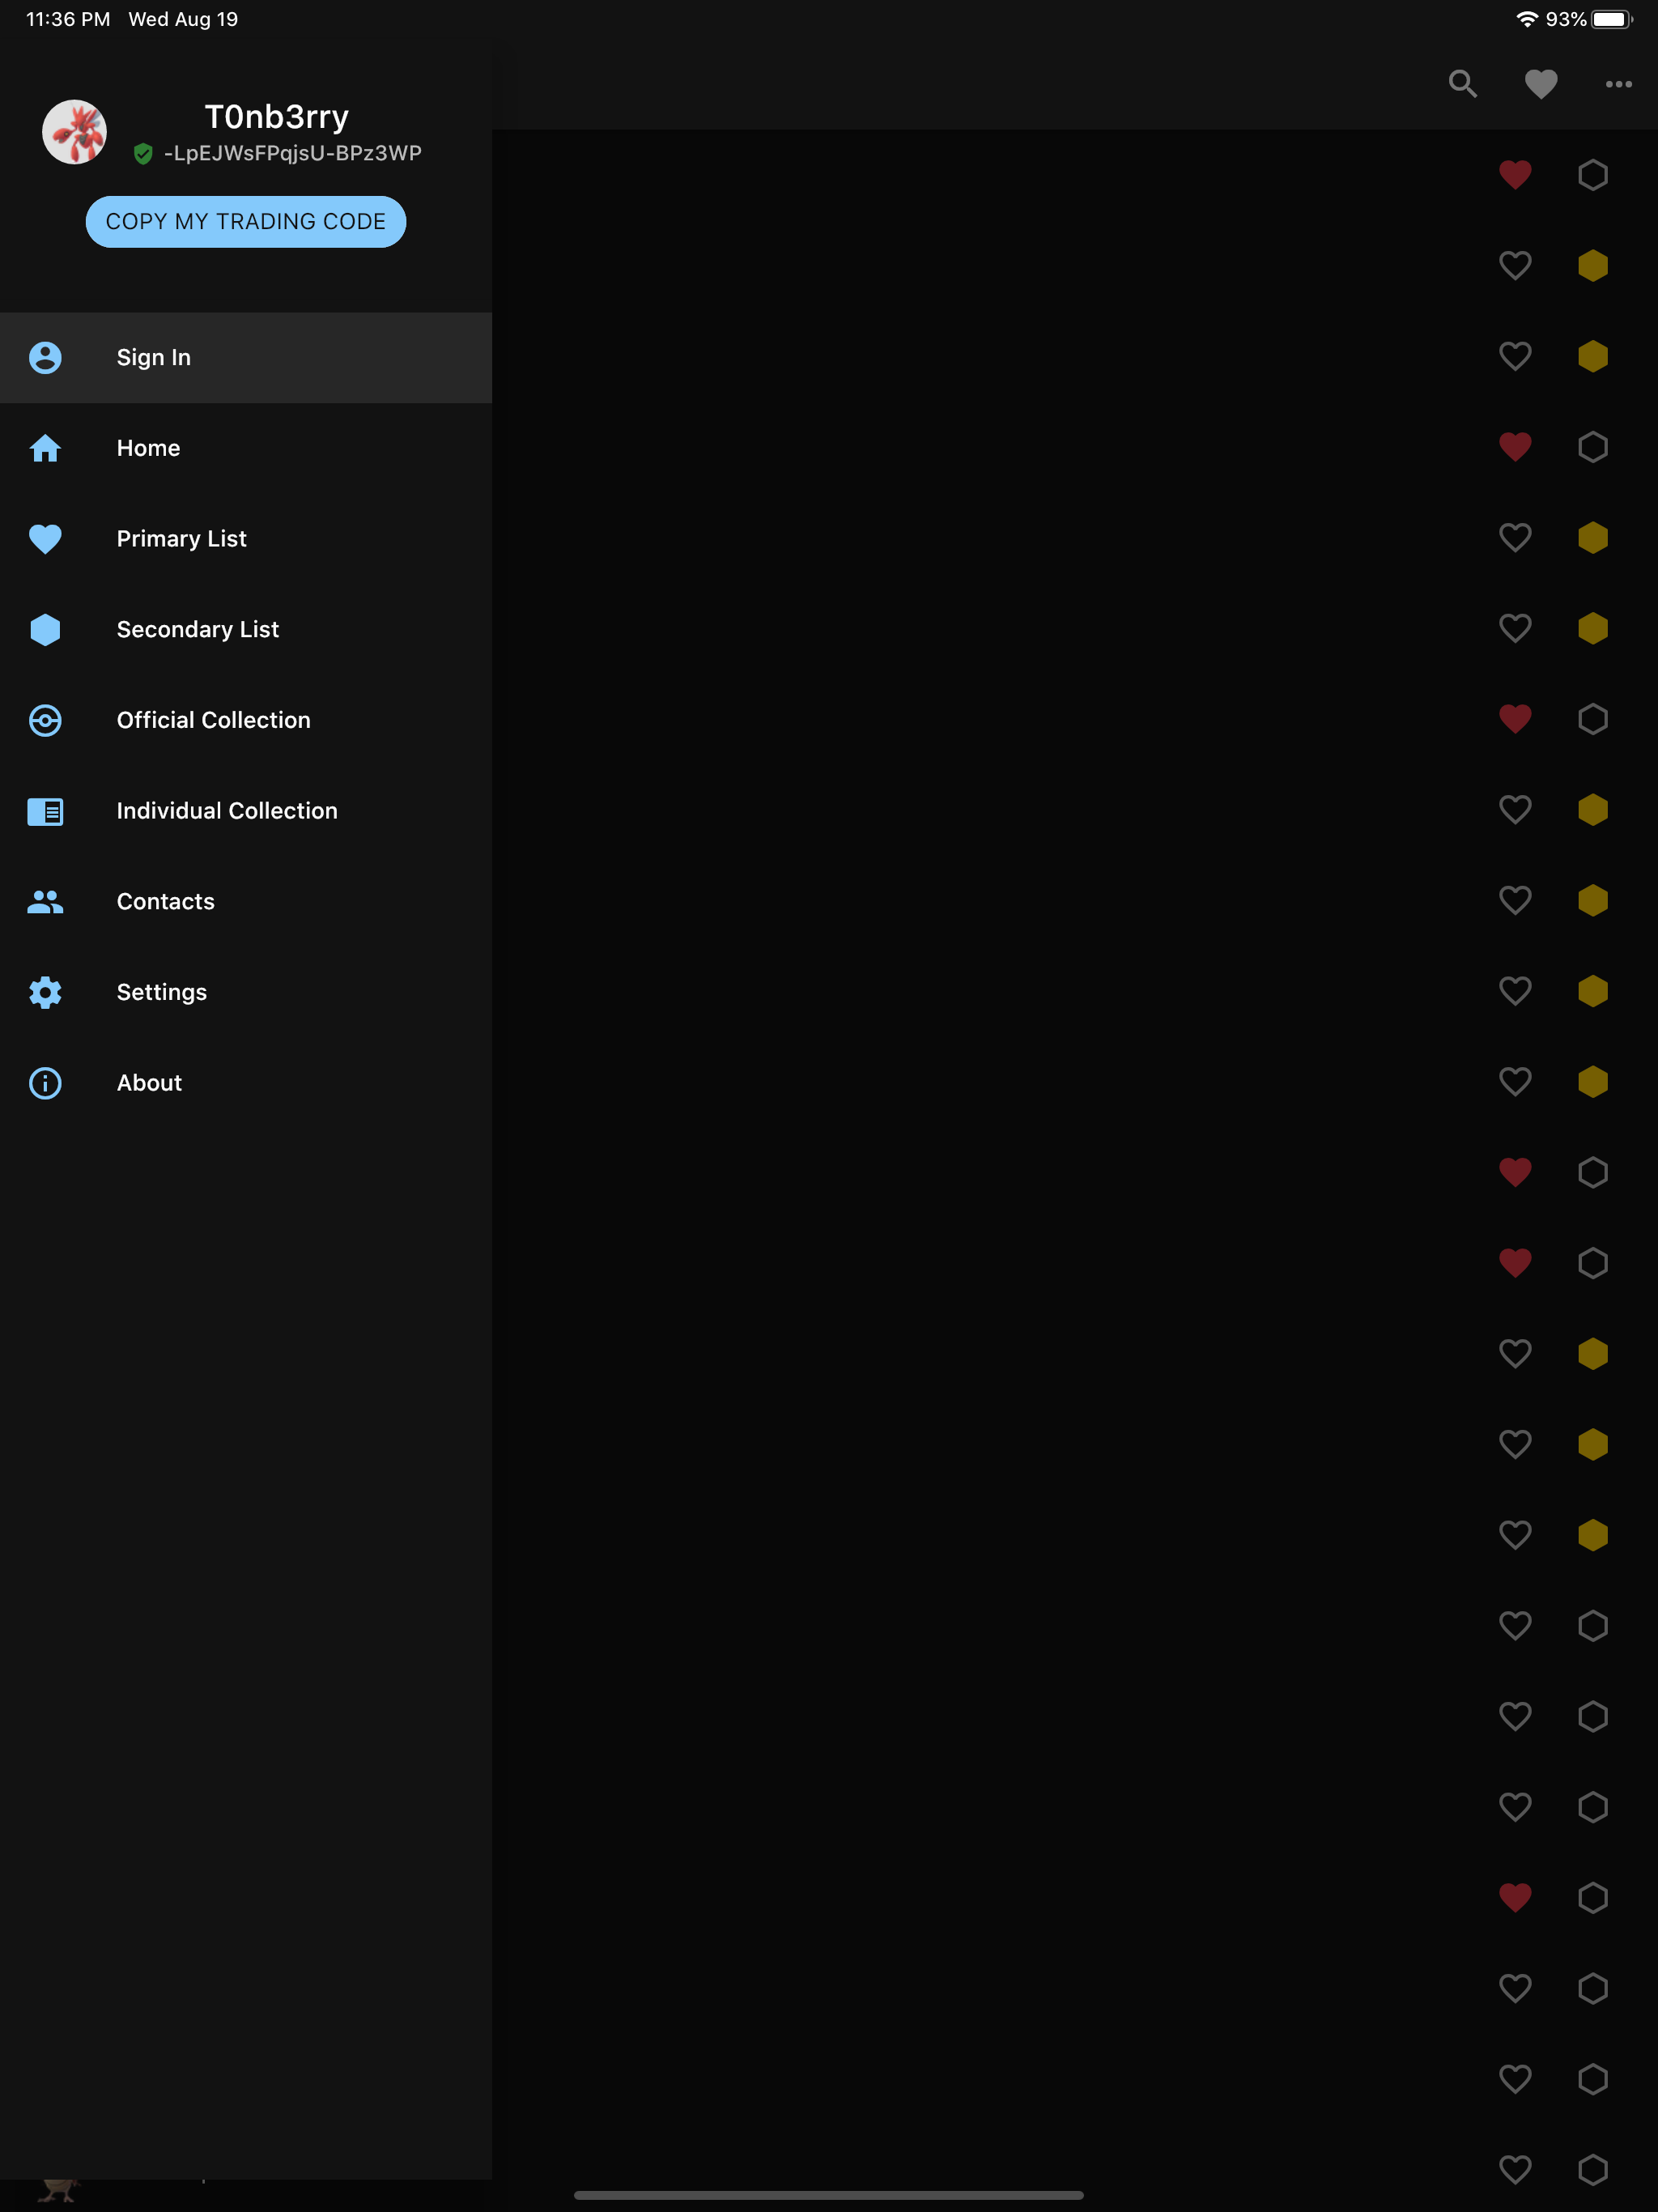 11:36 PM Wed Aug 19
93%
T0nb3rry
-LpEJWsFPqjsU-BPz3WP
COPY MY TRADING CODE
Sign In
Home
Primary List
Secondary List
Official Collection
Individual Collection
Contacts
Settings
About